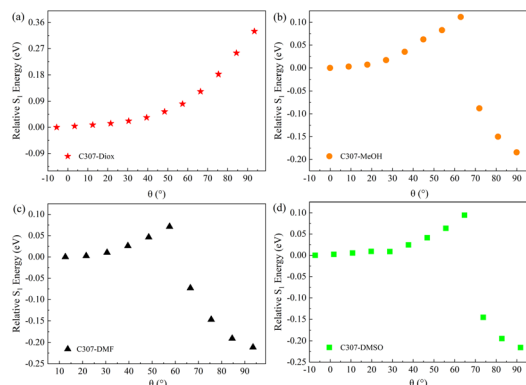 (a)
Relative S₁ Energy (eV)
0.36
0.27
0.18
0.09
0.00
-0.09
C307-Diox
-10 0 10 20 30 40 50 60 70 80 90
θ (°)
(b)
Relative S₁ Energy (eV)
0.10
0.05
0.00
-0.05
-0.10
-0.15
-0.20
C307-MeOH
-10 0 10 20 30 40 50 60 70 80 90
θ (°)
(c)
Relative S₁ Energy (eV)
0.10
0.05
0.00
-0.05
-0.10
-0.15
-0.20
-0.25
C307-DMF
10 20 30 40 50 60 70 80 90
θ (°)
(d)
Relative S₁ Energy (eV)
0.10
0.05
0.00
-0.05
-0.10
-0.15
-0.20
-0.25
C307-DMSO
-10 0 10 20 30 40 50 60 70 80 90
θ (°)